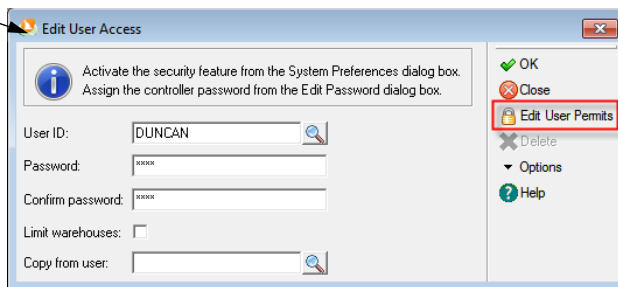 Edit User Access
Activate the security feature from the System Preferences dialog box.
Assign the controller password from the Edit Password dialog box.
User ID: DUNCAN
Password: ****
Confirm password: ****
Limit warehouses:
Copy from user:
OK
Close
Edit User Permits
Delete
Options
Help